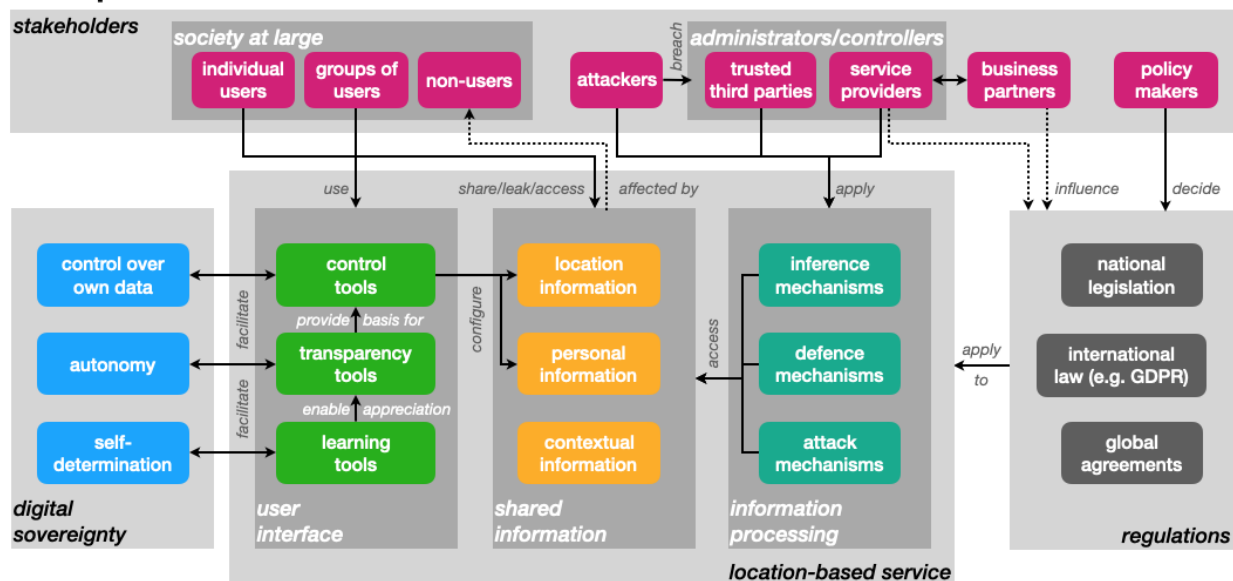 stakeholders
society at large
administrators/controllers
individual
users
groups of
users
non-users
attackers
breach
trusted
third parties
service
providers
business
partners
policy
makers
use
share/leak/access
affected by
apply
influence
decide
control over
own data
control
tools
location
information
inference
mechanisms
national
legislation
facilitate
provide basis for
configure
access
autonomy
transparency
tools
personal
information
defence
mechanisms
apply
to
international
law (e.g. GDPR)
facilitate
enable appreciation
self-
determination
learning
tools
contextual
information
attack
mechanisms
global
agreements
digital
sovereignty
user
interface
shared
information
information
processing
regulations
location-based service